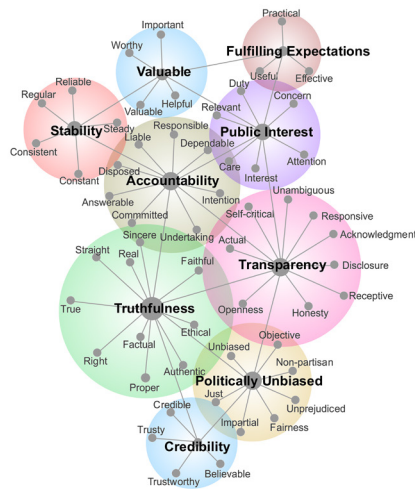 Practical
Important
Worthy
Fulfilling Expectations
Valuable
Useful
Effective
Reliable
Duty
Regular
Helpful
Concern
Valuable
Relevant
Responsible
Steady
Stability
Public Interest
Liable
Consistent
Dependable
Attention
Disposed
Care
Interest
Constant
Accountability
Unambiguous
Answerable
Intention
Committed
Self-critical
Responsive
Acknowledgment
Undertaking
Sincere
Actual
Straight
Real
Faithful
Transparency
Disclosure
Receptive
True
Truthfulness
Openness
Honesty
Ethical
Factual
Objective
Unbiased
Right
Non-partisan
Authentic
Politically Unbiased
Proper
Just
Unprejudiced
Credible
Impartial
Fairness
Trusty
Credibility
Believable
Trustworthy